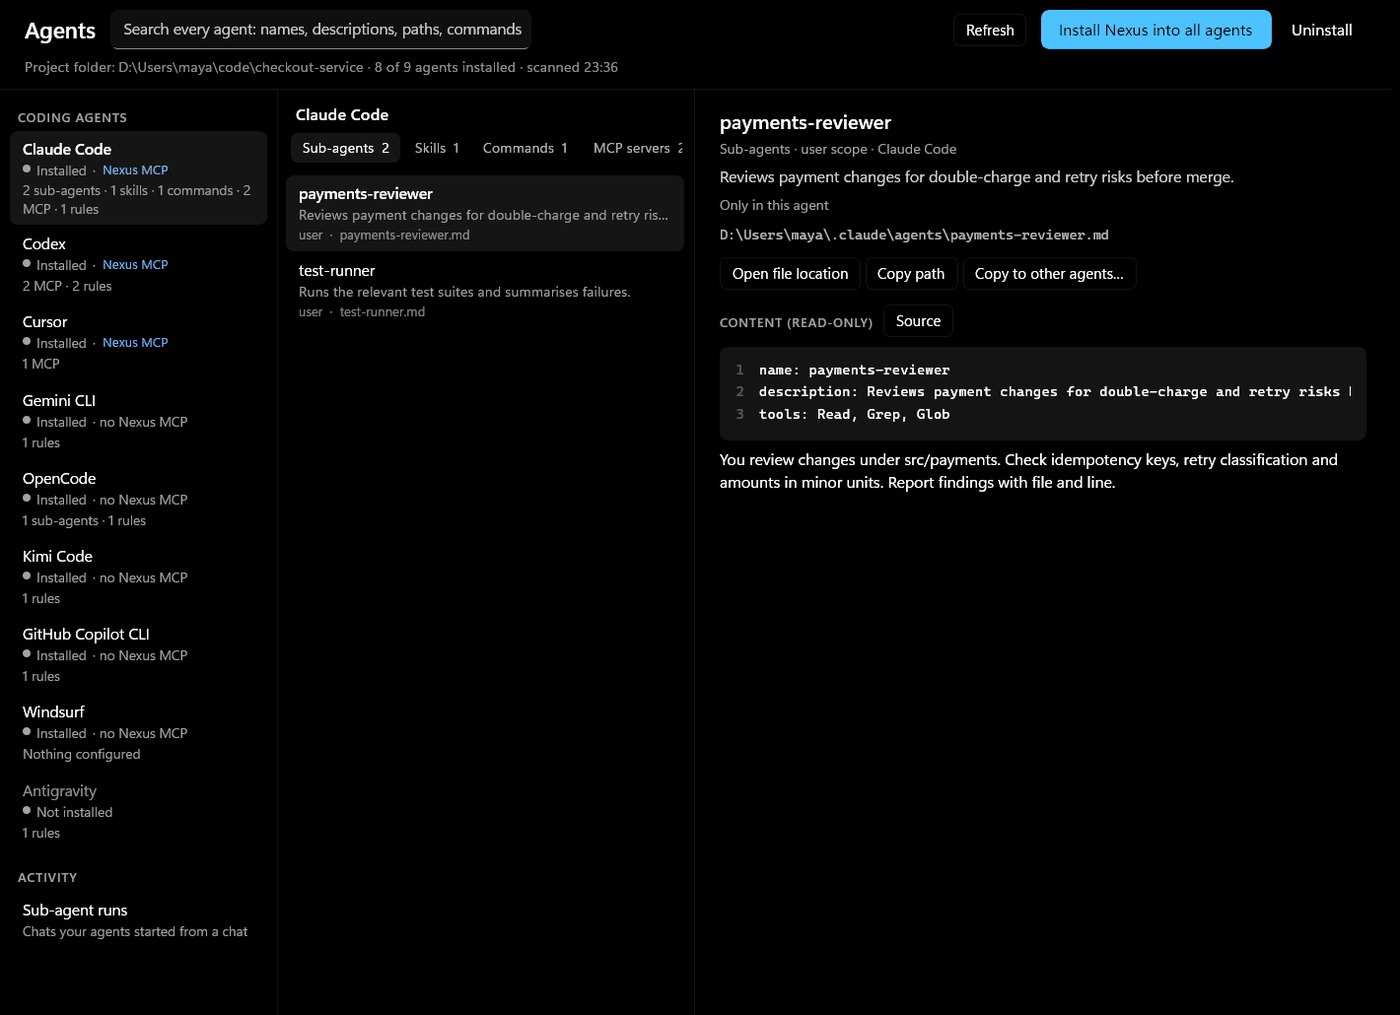 Agents
Search every agent: names, descriptions, paths, commands
Refresh
Install Nexus into all agents
Uninstall
Project folder: D:\Users\maya\code\checkout-service · 8 of 9 agents installed · scanned 23:36
CODING AGENTS
Claude Code
Installed · Nexus MCP
2 sub-agents · 1 skills · 1 commands · 2
MCP · 1 rules
Codex
Installed · Nexus MCP
2 MCP · 2 rules
Cursor
Installed · Nexus MCP
1 MCP
Gemini CLI
Installed · no Nexus MCP
1 rules
OpenCode
Installed · no Nexus MCP
1 sub-agents · 1 rules
Kimi Code
Installed · no Nexus MCP
1 rules
GitHub Copilot CLI
Installed · no Nexus MCP
1 rules
Windsurf
Installed · no Nexus MCP
Nothing configured
Antigravity
Not installed
1 rules
ACTIVITY
Sub-agent runs
Chats your agents started from a chat
Claude Code
Sub-agents 2
Skills 1
Commands 1
MCP servers 2
payments-reviewer
Reviews payment changes for double-charge and retry ris...
user · payments-reviewer.md
test-runner
Runs the relevant test suites and summarises failures.
user · test-runner.md
payments-reviewer
Sub-agents · user scope · Claude Code
Reviews payment changes for double-charge and retry risks before merge.
Only in this agent
D:\Users\maya\.claude\agents\payments-reviewer.md
Open file location
Copy path
Copy to other agents...
CONTENT (READ-ONLY)
Source
1 name: payments-reviewer
2 description: Reviews payment changes for double-charge and retry risks
3 tools: Read, Grep, Glob
You review changes under src/payments. Check idempotency keys, retry classification and
amounts in minor units. Report findings with file and line.